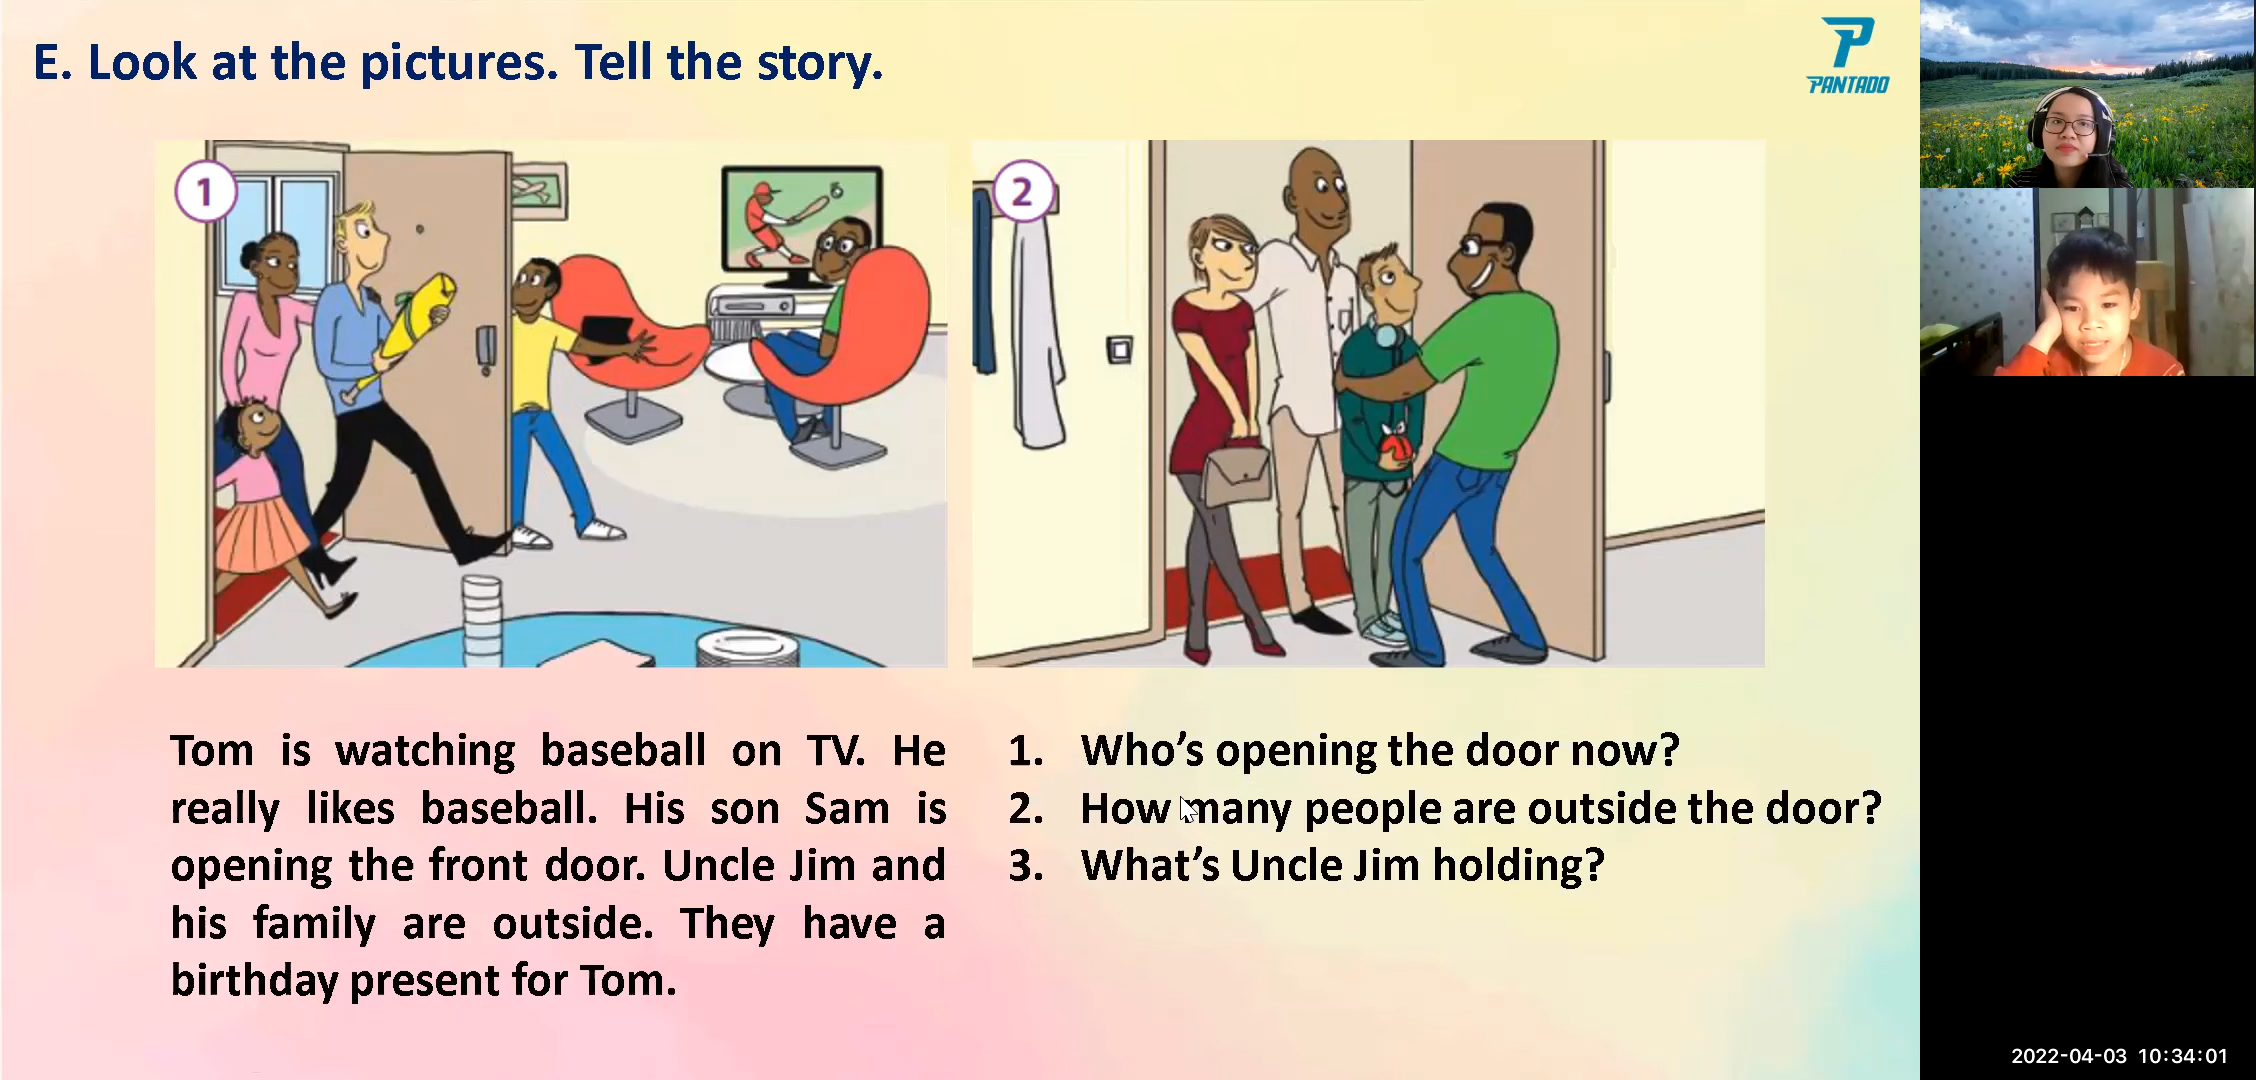 E. Look at the pictures. Tell the story.
PANTADO
1
2
Tom is watching baseball on TV. He
really likes baseball. His son Sam is
opening the front door. Uncle Jim and
his family are outside. They have a
birthday present for Tom.
1. Who's opening the door now?
2. How many people are outside the door?
3. What's Uncle Jim holding?
2022-04-03 10:34:01